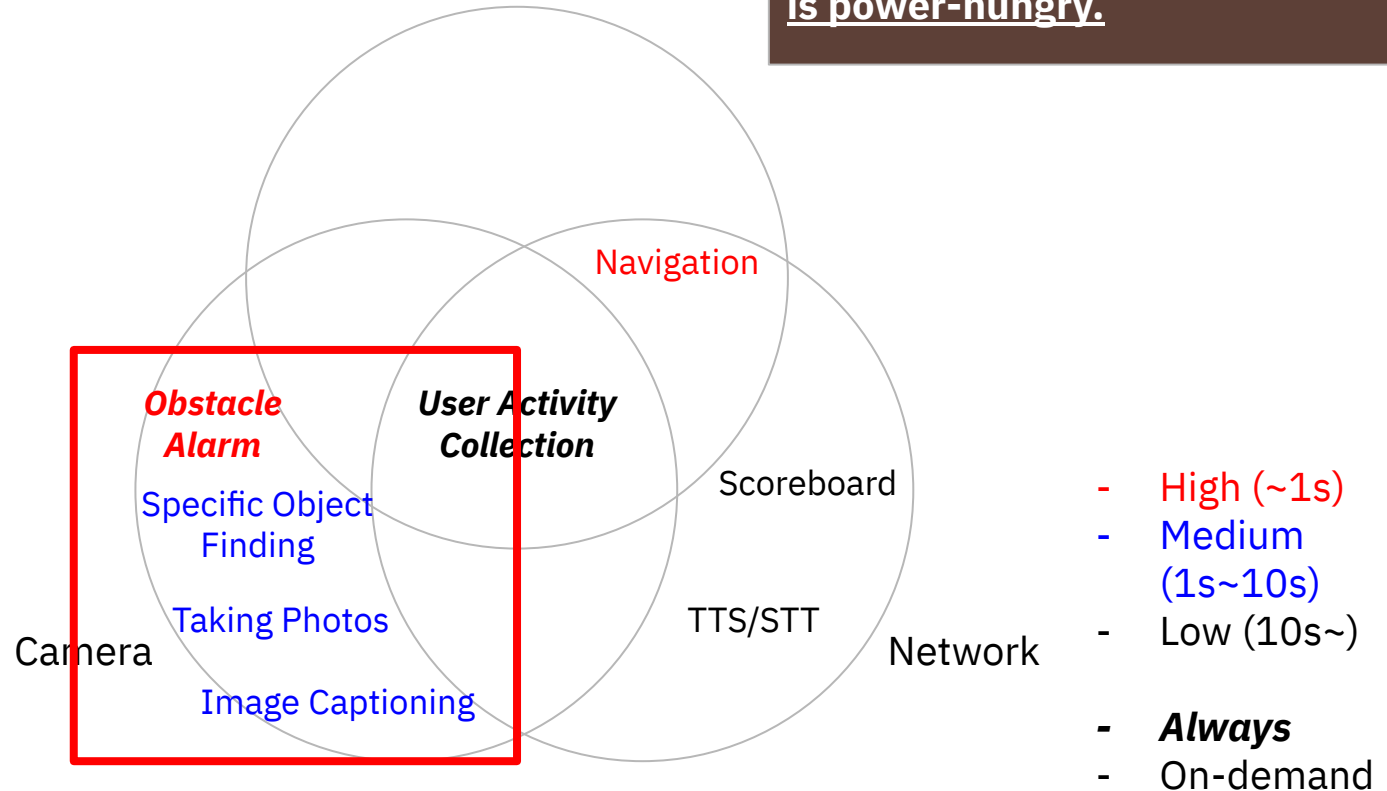 is power-hungry.
Navigation
Obstacle
Alarm
User Activity
Collection
Specific Object
Finding
Scoreboard
Taking Photos
TTS/STT
Camera
Network
Image Captioning
- High (~1s)
- Medium
(1s~10s)
- Low (10s~)
- Always
- On-demand